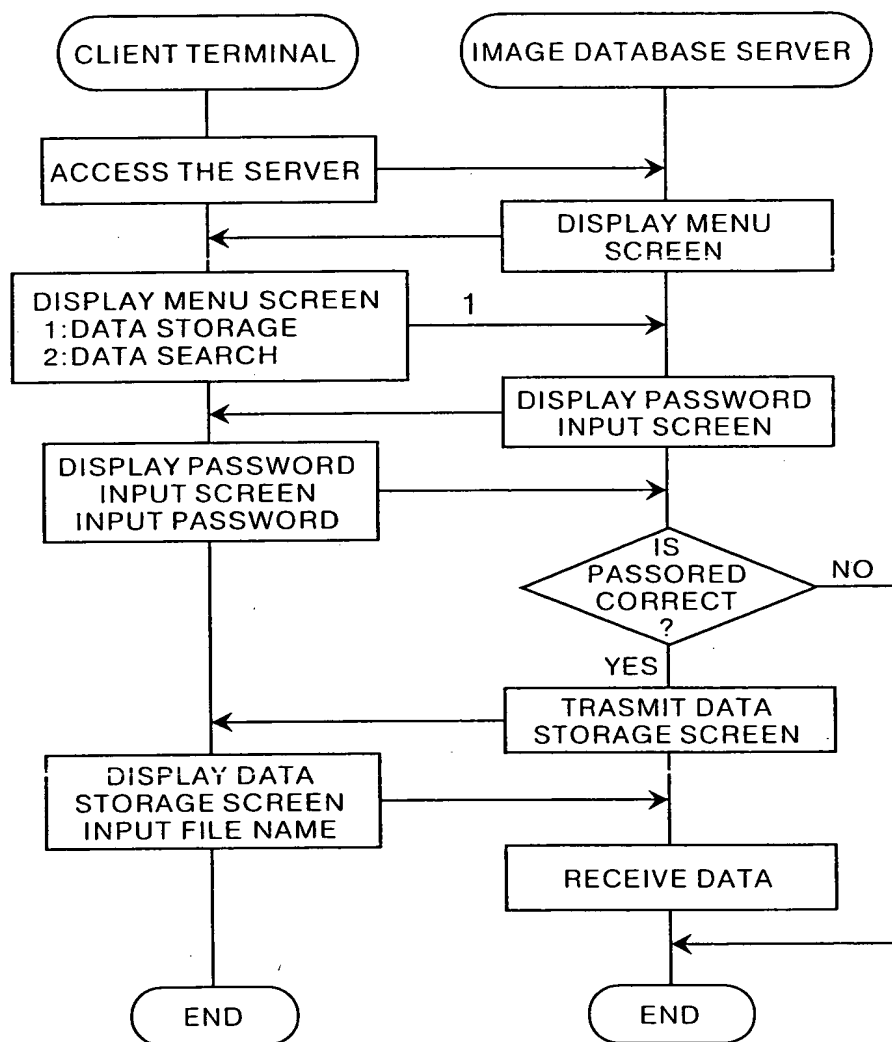 CLIENT TERMINAL
IMAGE DATABASE SERVER
ACCESS THE SERVER
DISPLAY MENU
SCREEN
DISPLAY MENU SCREEN
1:DATA STORAGE
2:DATA SEARCH
1
DISPLAY PASSWORD
INPUT SCREEN
DISPLAY PASSWORD
INPUT SCREEN
INPUT PASSWORD
IS
PASSORED
CORRECT
?
NO
YES
TRASMIT DATA
STORAGE SCREEN
DISPLAY DATA
STORAGE SCREEN
INPUT FILE NAME
RECEIVE DATA
END
END